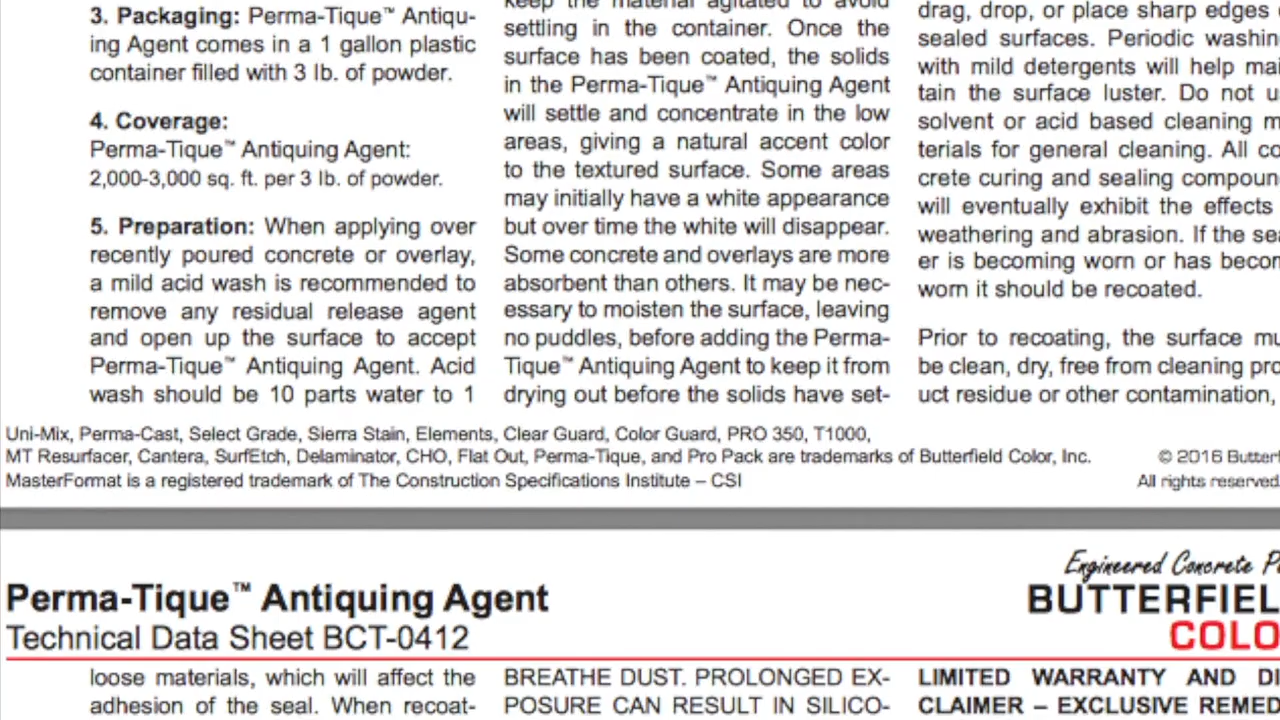 3. Packaging: Perma-Tique™ Antiqu-
ing Agent comes in a 1 gallon plastic
container filled with 3 lb. of powder.
4. Coverage:
Perma-Tique™ Antiquing Agent:
2,000-3,000 sq. ft. per 3 lb. of powder.
5. Preparation: When applying over
recently poured concrete or overlay,
a mild acid wash is recommended to
remove any residual release agent
and open up the surface to accept
Perma-Tique™ Antiquing Agent. Acid
wash should be 10 parts water to 1
keep the material agitated to avoid
settling in the container. Once the
surface has been coated, the solids
in the Perma-Tique™ Antiquing Agent
will settle and concentrate in the low
areas, giving a natural accent color
to the textured surface. Some areas
may initially have a white appearance
but over time the white will disappear.
Some concrete and overlays are more
absorbent than others. It may be nec-
essary to moisten the surface, leaving
no puddles, before adding the Perma-
Tique™ Antiquing Agent to keep it from
drying out before the solids have set-
drag, drop, or place sharp edges
sealed surfaces. Periodic washin
with mild detergents will help mai
tain the surface luster. Do not u
solvent or acid based cleaning m
terials for general cleaning. All co
crete curing and sealing compoun
will eventually exhibit the effects
weathering and abrasion. If the sea
er is becoming worn or has becom
worn it should be recoated.
Prior to recoating, the surface mu
be clean, dry, free from cleaning pro
uct residue or other contamination,
Uni-Mix, Perma-Cast, Select Grade, Sierra Stain, Elements, Clear Guard, Color Guard, PRO 350, T1000,
MT Resurfacer, Cantera, SurfEtch, Delaminator, CHO, Flat Out, Perma-Tique, and Pro Pack are trademarks of Butterfield Color, Inc.
MasterFormat is a registered trademark of The Construction Specifications Institute – CSI
© 2016 Butterf
All rights reserved.
Engineered Concrete P
BUTTERFIEL
COLO
Perma-Tique™ Antiquing Agent
Technical Data Sheet BCT-0412
loose materials, which will affect the
adhesion of the seal. When recoat-
BREATHE DUST. PROLONGED EX-
POSURE CAN RESULT IN SILICO-
LIMITED WARRANTY AND DI
CLAIMER – EXCLUSIVE REMED